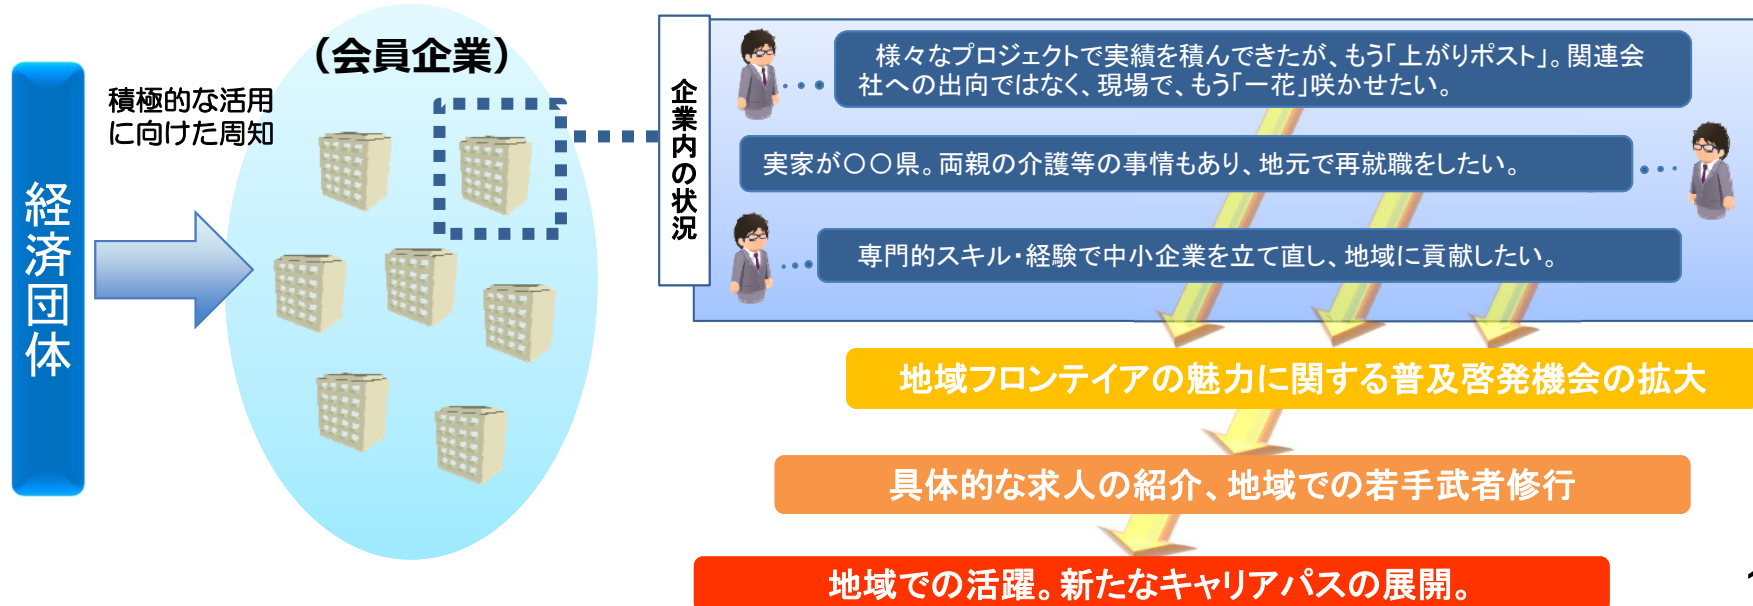 経済団体
積極的な活用
に向けた周知
（会員企業）
企業内の状況
様々なプロジェクトで実績を積んできたが、もう「上がりポスト」。関連会
社への出向ではなく、現場で、もう「一花」咲かせたい。
実家が〇〇県。両親の介護等の事情もあり、地元で再就職をしたい。
専門的スキル・経験で中小企業を立て直し、地域に貢献したい。
地域フロンテイアの魅力に関する普及啓発機会の拡大
具体的な求人の紹介、地域での若手武者修行
地域での活躍。新たなキャリアパスの展開。